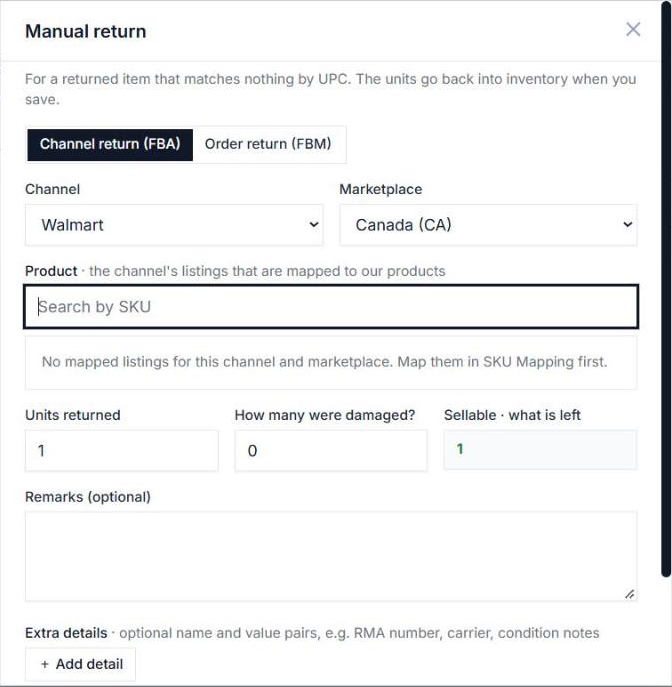 Manual return
For a returned item that matches nothing by UPC. The units go back into inventory when you
save.
Channel return (FBA) Order return (FBM)
Channel Marketplace
Walmart Canada (CA)
Product · the channel's listings that are mapped to our products
Search by SKU
No mapped listings for this channel and marketplace. Map them in SKU Mapping first.
Units returned How many were damaged? Sellable · what is left
1 0 1
Remarks (optional)
Extra details · optional name and value pairs, e.g. RMA number, carrier, condition notes
+ Add detail